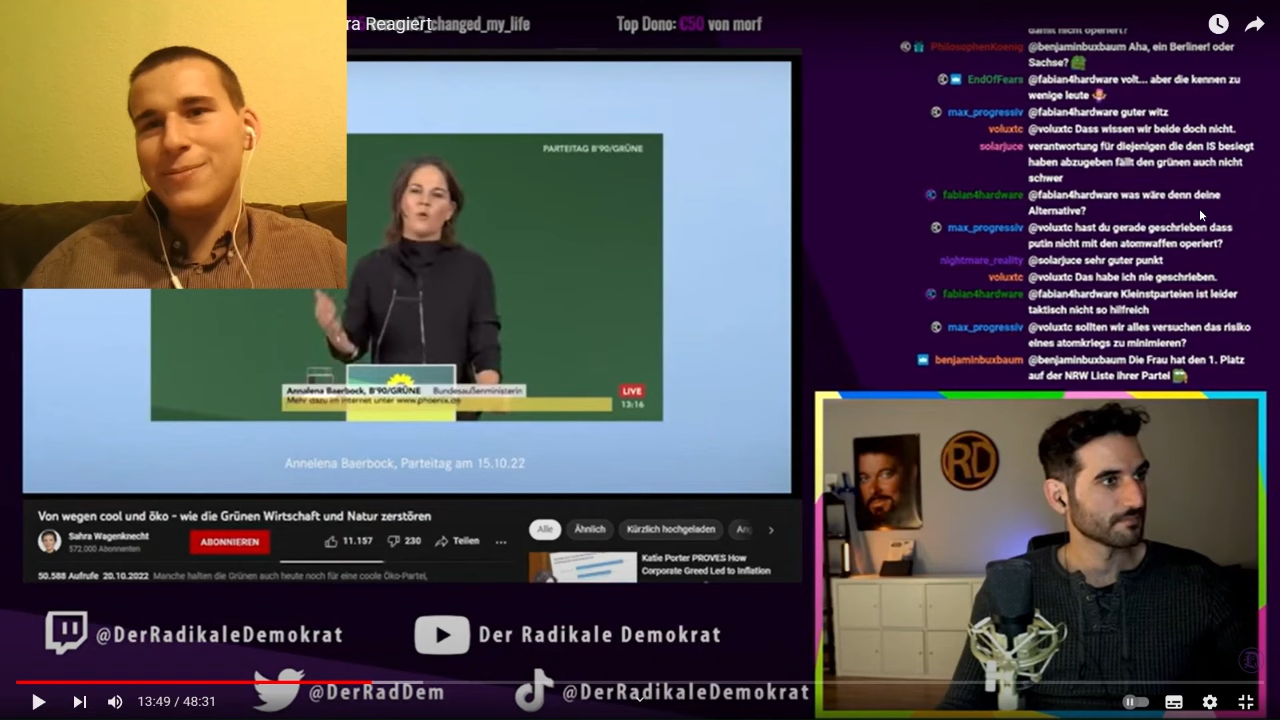 ra Reagiert
_changed_my_life
Top Dono: €50 von morf
damit nicht operiert?
PhilosophenKoenig @benjaminbuxbaum Aha, ein Berliner! oder
Sachse?
EndOfFears @fabian4hardware volt... aber die kennen zu
wenige leute
max_progressiv @fabian4hardware guter witz
voluxtc @voluxtc Dass wissen wir beide doch nicht.
solarjuce verantwortung für diejenigen die den IS besiegt
haben abzugeben fällt den grünen auch nicht
schwer
fabian4hardware @fabian4hardware was wäre denn deine
Alternative?
max_progressiv @voluxtc hast du gerade geschrieben dass
putin nicht mit den atomwaffen operiert?
nightmare_reality @solarjuce sehr guter punkt
voluxtc @voluxtc Das habe ich nie geschrieben.
fabian4hardware @fabian4hardware Kleinstparteien ist leider
taktisch nicht so hilfreich
max_progressiv @voluxtc sollten wir alles versuchen das risiko
eines atomkriegs zu minimieren?
benjaminbuxbaum @benjaminbuxbaum Die Frau hat den 1. Platz
auf der NRW Liste ihrer Partei
PARTEITAG B'90/GRÜNE
Annalena Baerbock, B'90/GRÜNE Bundesaußenministerin
Mehr dazu im Internet unter www.phoenix.de
LIVE
13:16
Annelena Baerbock, Parteitag am 15.10.22
Von wegen cool und öko - wie die Grünen Wirtschaft und Natur zerstören
Sahra Wagenknecht
572.000 Abonnenten
ABONNIEREN
11.157
230
Teilen
50.588 Aufrufe 20.10.2022 Manche halten die Grünen auch heute noch für eine coole Öko-Partei,
Alle
Ähnlich
Kürzlich hochgeladen
Katie Porter PROVES How
Corporate Greed Led to Inflation
RD
@DerRadikaleDemokrat
Der Radikale Demokrat
@DerRadDem
@DerRadikaleDemokrat
13:49 / 48:31